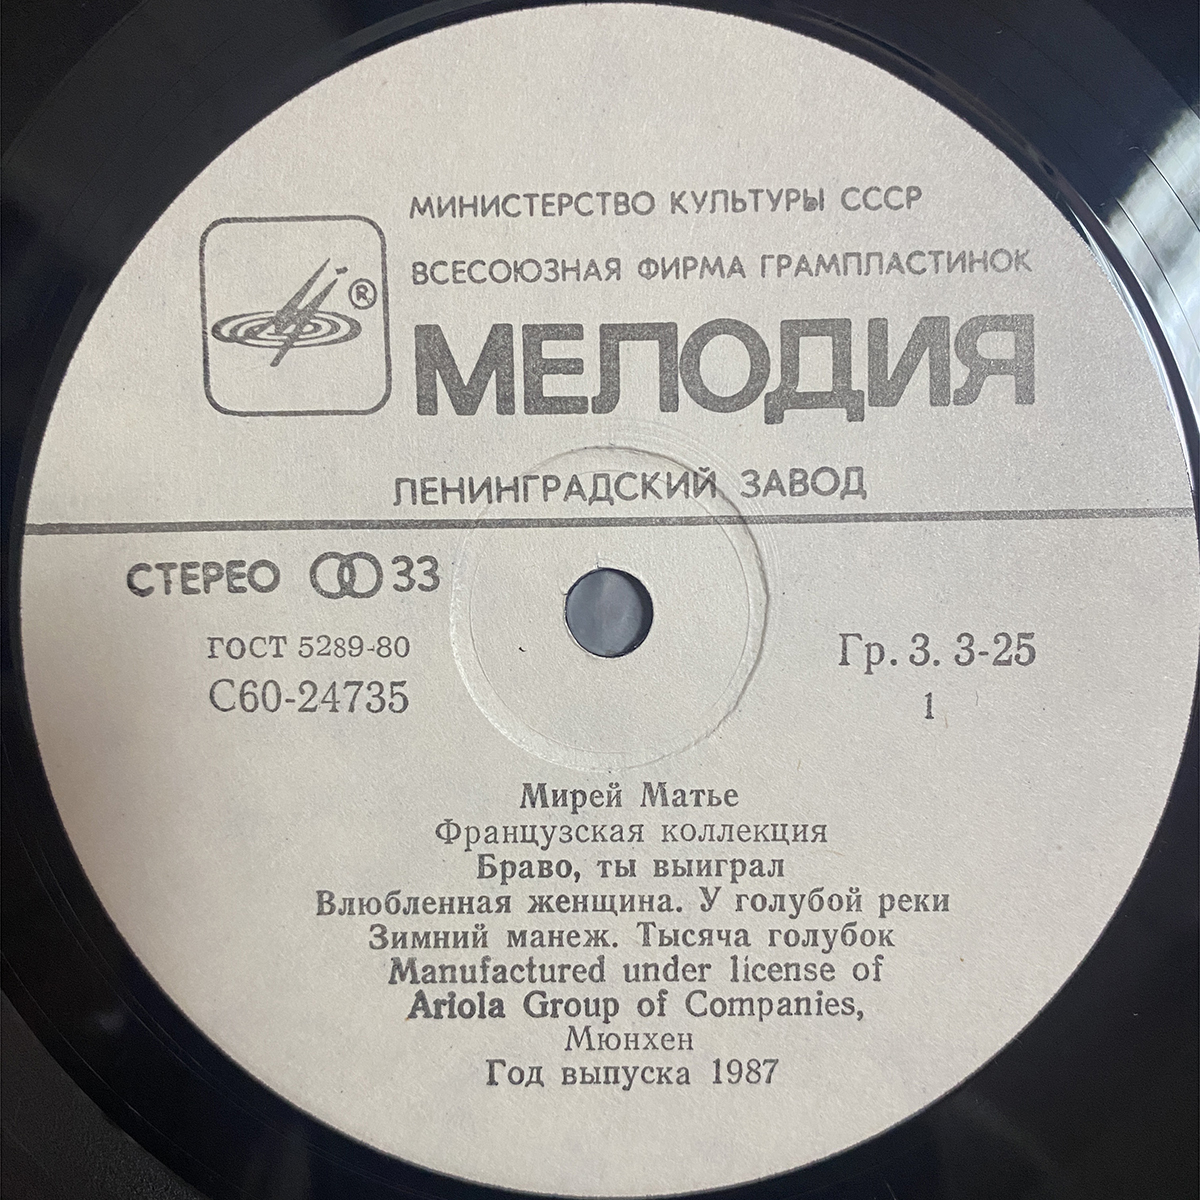 МИНИСТЕРСТВО КУЛЬТУРЫ СССР
ВСЕСОЮЗНАЯ ФИРМА ГРАМПЛАСТИНОК
®
МЕЛОДИЯ
ЛЕНИНГРАДСКИЙ ЗАВОД
СТЕРЕО 33
ГОСТ 5289-80
С60-24735
Гр. 3. 3-25
1
Мирей Матье
Французская коллекция
Браво, ты выиграл
Влюбленная женщина. У голубой реки
Зимний манеж. Тысяча голубок
Manufactured under license of
Ariola Group of Companies,
Мюнхен
Год выпуска 1987